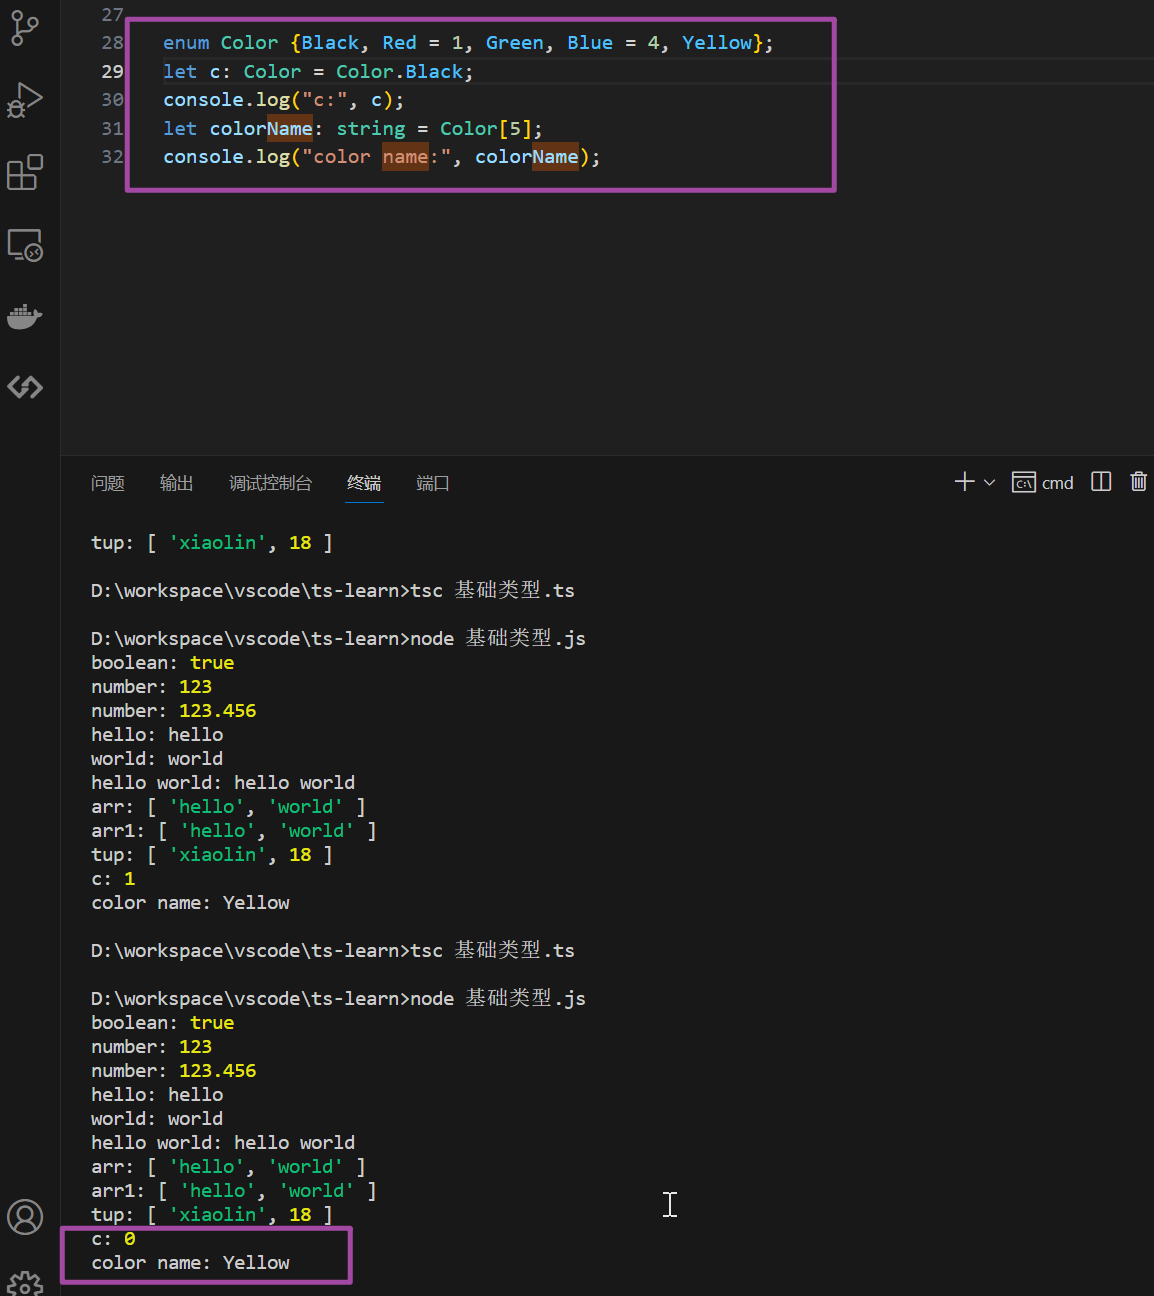 27
28 enum Color {Black, Red = 1, Green, Blue = 4, Yellow};
29 let c: Color = Color.Black;
30 console.log("c:", c);
31 let colorName: string = Color[5];
32 console.log("color name:", colorName);
问题 输出 调试控制台 终端 端口 cmd
tup: [ 'xiaolin', 18 ]
D:\workspace\vscode\ts-learn>tsc 基础类型.ts
D:\workspace\vscode\ts-learn>node 基础类型.js
boolean: true
number: 123
number: 123.456
hello: hello
world: world
hello world: hello world
arr: [ 'hello', 'world' ]
arr1: [ 'hello', 'world' ]
tup: [ 'xiaolin', 18 ]
c: 1
color name: Yellow
D:\workspace\vscode\ts-learn>tsc 基础类型.ts
D:\workspace\vscode\ts-learn>node 基础类型.js
boolean: true
number: 123
number: 123.456
hello: hello
world: world
hello world: hello world
arr: [ 'hello', 'world' ]
arr1: [ 'hello', 'world' ]
tup: [ 'xiaolin', 18 ]
c: 0
color name: Yellow